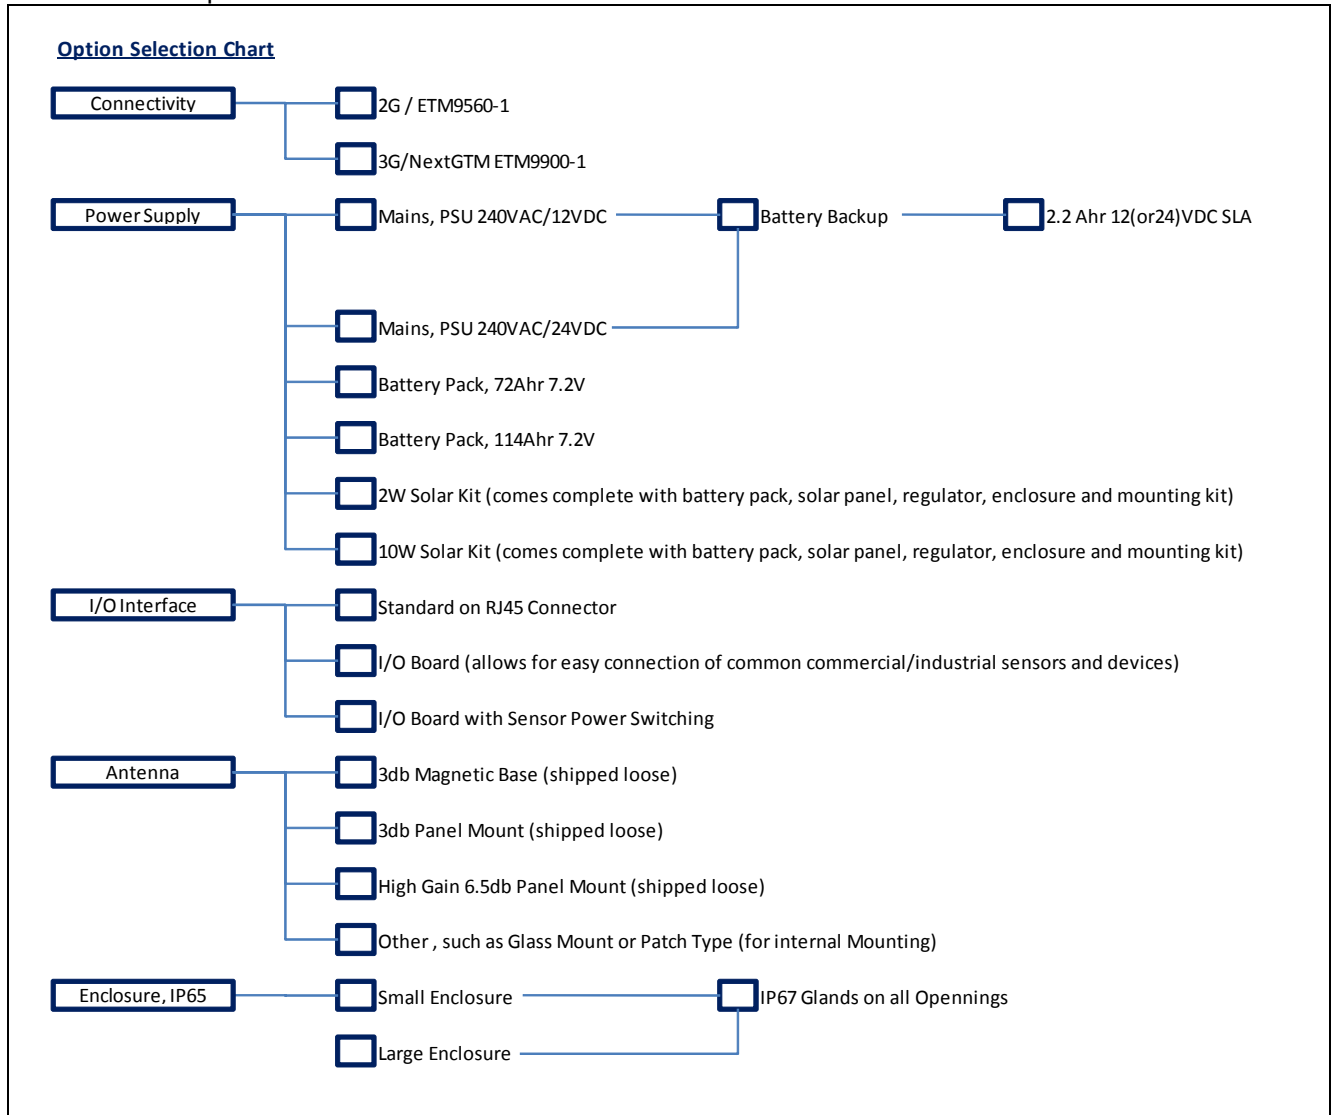 Option Selection Chart
Connectivity
2G / ETM9560-1
3G/NextGTM ETM9900-1
Power Supply
Mains, PSU 240VAC/12VDC
Battery Backup
2.2 Ahr 12(or24)VDC SLA
Mains, PSU 240VAC/24VDC
Battery Pack, 72Ahr 7.2V
Battery Pack, 114Ahr 7.2V
2W Solar Kit (comes complete with battery pack, solar panel, regulator, enclosure and mounting kit)
10W Solar Kit (comes complete with battery pack, solar panel, regulator, enclosure and mounting kit)
I/O Interface
Standard on RJ45 Connector
I/O Board (allows for easy connection of common commercial/industrial sensors and devices)
I/O Board with Sensor Power Switching
Antenna
3db Magnetic Base (shipped loose)
3db Panel Mount (shipped loose)
High Gain 6.5db Panel Mount (shipped loose)
Other , such as Glass Mount or Patch Type (for internal Mounting)
Enclosure, IP65
Small Enclosure
IP67 Glands on all Opennings
Large Enclosure